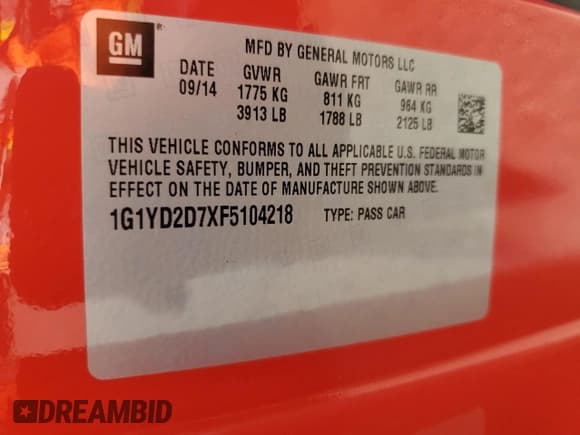 GM
MFD BY GENERAL MOTORS LLC
DATE GVWR GAWR FRT GAWR RR
09/14 1775 KG 811 KG 964 KG
3913 LB 1788 LB 2125 LB
THIS VEHICLE CONFORMS TO ALL APPLICABLE U.S. FEDERAL MOTOR
VEHICLE SAFETY, BUMPER, AND THEFT PREVENTION STANDARDS IN
EFFECT ON THE DATE OF MANUFACTURE SHOWN ABOVE.
1G1YD2D7XF5104218 TYPE: PASS CAR
DREAMBID